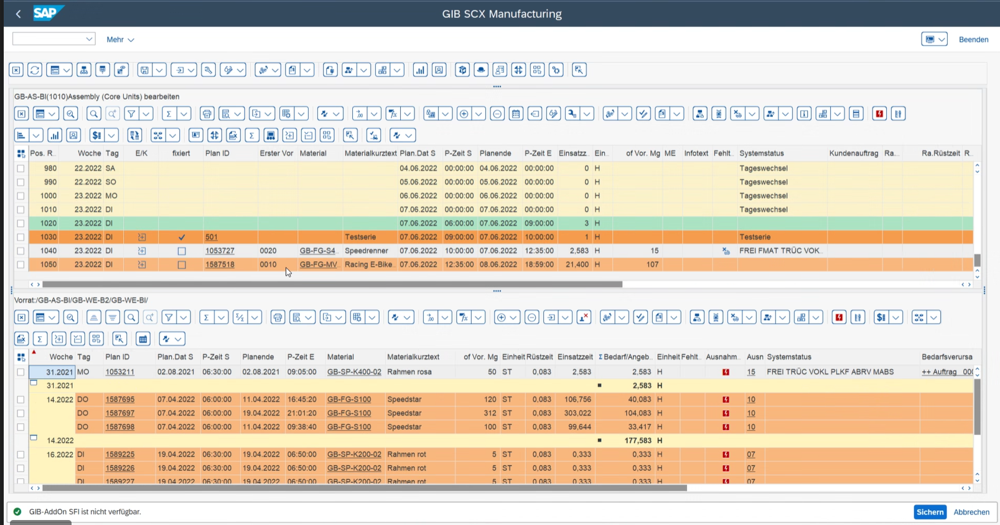 SAP
GIB SCX Manufacturing
Mehr
Beenden
GB-AS-BI(1010)Assembly (Core Units) bearbeiten
Pos. R.. Woche Tag E/K fixiert Plan ID Erster Vor Material Materialkurztext Plan.Dat S P-Zeit S Planende P-Zeit E Einsatzz.. Ein.. of Vor. Mg ME Infotext Fehlt.. Systemstatus Kundenauftrag Ra... Ra.Rüstzeit R..
980 22.2022 SA 04.06.2022 00:00:00 04.06.2022 00:00:00 0 H Tageswechsel
990 22.2022 SO 05.06.2022 00:00:00 05.06.2022 00:00:00 0 H Tageswechsel
1000 23.2022 MO 06.06.2022 00:00:00 06.06.2022 00:00:00 0 H Tageswechsel
1010 23.2022 DI 07.06.2022 00:00:00 07.06.2022 00:00:00 0 H Tageswechsel
1020 23.2022 DI 07.06.2022 06:00:00 07.06.2022 09:00:00 3 H
1030 23.2022 DI 501 Testserie 07.06.2022 09:00:00 07.06.2022 10:00:00 1 H Testserie
1040 23.2022 DI 1053727 0020 GB-FG-S4.. Speedrenner 07.06.2022 10:00:00 07.06.2022 12:35:00 2,583 H 15 FREI FMAT TRÜC VOK..
1050 23.2022 DI 1587518 0010 GB-FG-MV.. Racing E-Bike.. 07.06.2022 12:35:00 08.06.2022 18:59:00 21,400 H 107
Vorrat:/GB-AS-BI/GB-WE-B2/GB-WE-BI/
Woche Tag Plan ID Plan.Dat S P-Zeit S Planende P-Zeit E Material Materialkurztext of Vor. Mg Einheit Rüstzeit Einsatzzeit Σ Bedarf/Angeb.. Einheit Fehlt.. Ausnahm.. Ausn Systemstatus Bedarfsverursa
31.2021 MO 1053211 02.08.2021 06:30:00 02.08.2021 09:05:00 GB-SP-K400-02 Rahmen rosa 50 ST 0,083 2,583 2,583 H 15 FREI TRÜC VOKL PLKF ABRV MABS ++ Auftrag 000
31.2021 ■ 2,583 H
14.2022 DO 1587695 07.04.2022 06:00:00 11.04.2022 16:45:20 GB-FG-S100 Speedstar 120 ST 0,083 106,756 40,083 H 10
DO 1587697 07.04.2022 06:00:00 19.04.2022 21:01:20 GB-FG-S100 Speedstar 312 ST 0,083 303,022 104,083 H 10
DO 1587698 07.04.2022 06:00:00 11.04.2022 09:38:40 GB-FG-S100 Speedstar 100 ST 0,083 99,644 33,417 H 10
14.2022 ■ 177,583 H
16.2022 DI 1589225 19.04.2022 06:30:00 19.04.2022 06:50:00 GB-SP-K200-02 Rahmen rot 5 ST 0,083 0,333 0,333 H 07
DI 1589226 19.04.2022 06:30:00 19.04.2022 06:50:00 GB-SP-K200-02 Rahmen rot 5 ST 0,083 0,333 0,333 H 07
DI 1589227 19.04.2022 06:30:00 19.04.2022 06:50:00 GB-SP-K200-02 Rahmen rot 5 ST 0,083 0,333 0,333 H 07
GIB-AddOn SFI ist nicht verfügbar.
Sichern
Abbrechen